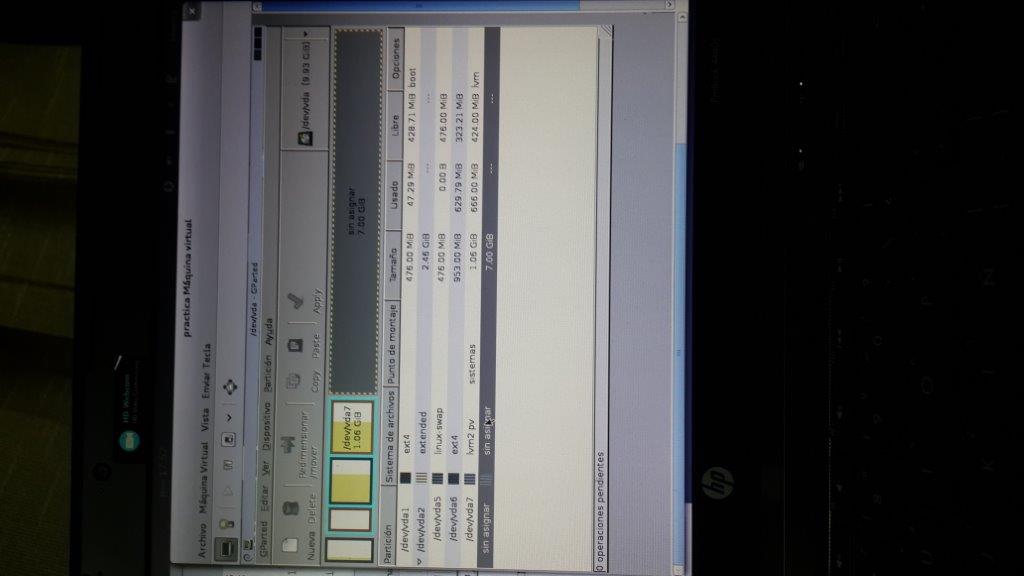 practica Máquina virtual
Archivo Máquina Virtual Vista Enviar Tecla
/dev/vda - GParted
GParted Editar Ver Dispositivo Partición Ayuda
Nueva Delete Redimensionar/mover Copy Paste Apply
/dev/vda (9.93 GiB)
/dev/vda7
1.06 GiB
sin asignar
7.00 GiB
Partición Sistema de archivos Punto de montaje Tamaño Usado Libre Opciones
/dev/vda1 ext4 476.00 MiB 47.29 MiB 428.71 MiB boot
/dev/vda2 extended 2.46 GiB --- ---
/dev/vda5 linux-swap 476.00 MiB 0.00 B 476.00 MiB
/dev/vda6 ext4 953.00 MiB 629.79 MiB 323.21 MiB
/dev/vda7 lvm2 pv sistemas 1.06 GiB 666.00 MiB 424.00 MiB lvm
sin asignar sin asignar 7.00 GiB --- ---
0 operaciones pendientes
HD Webcam
hp